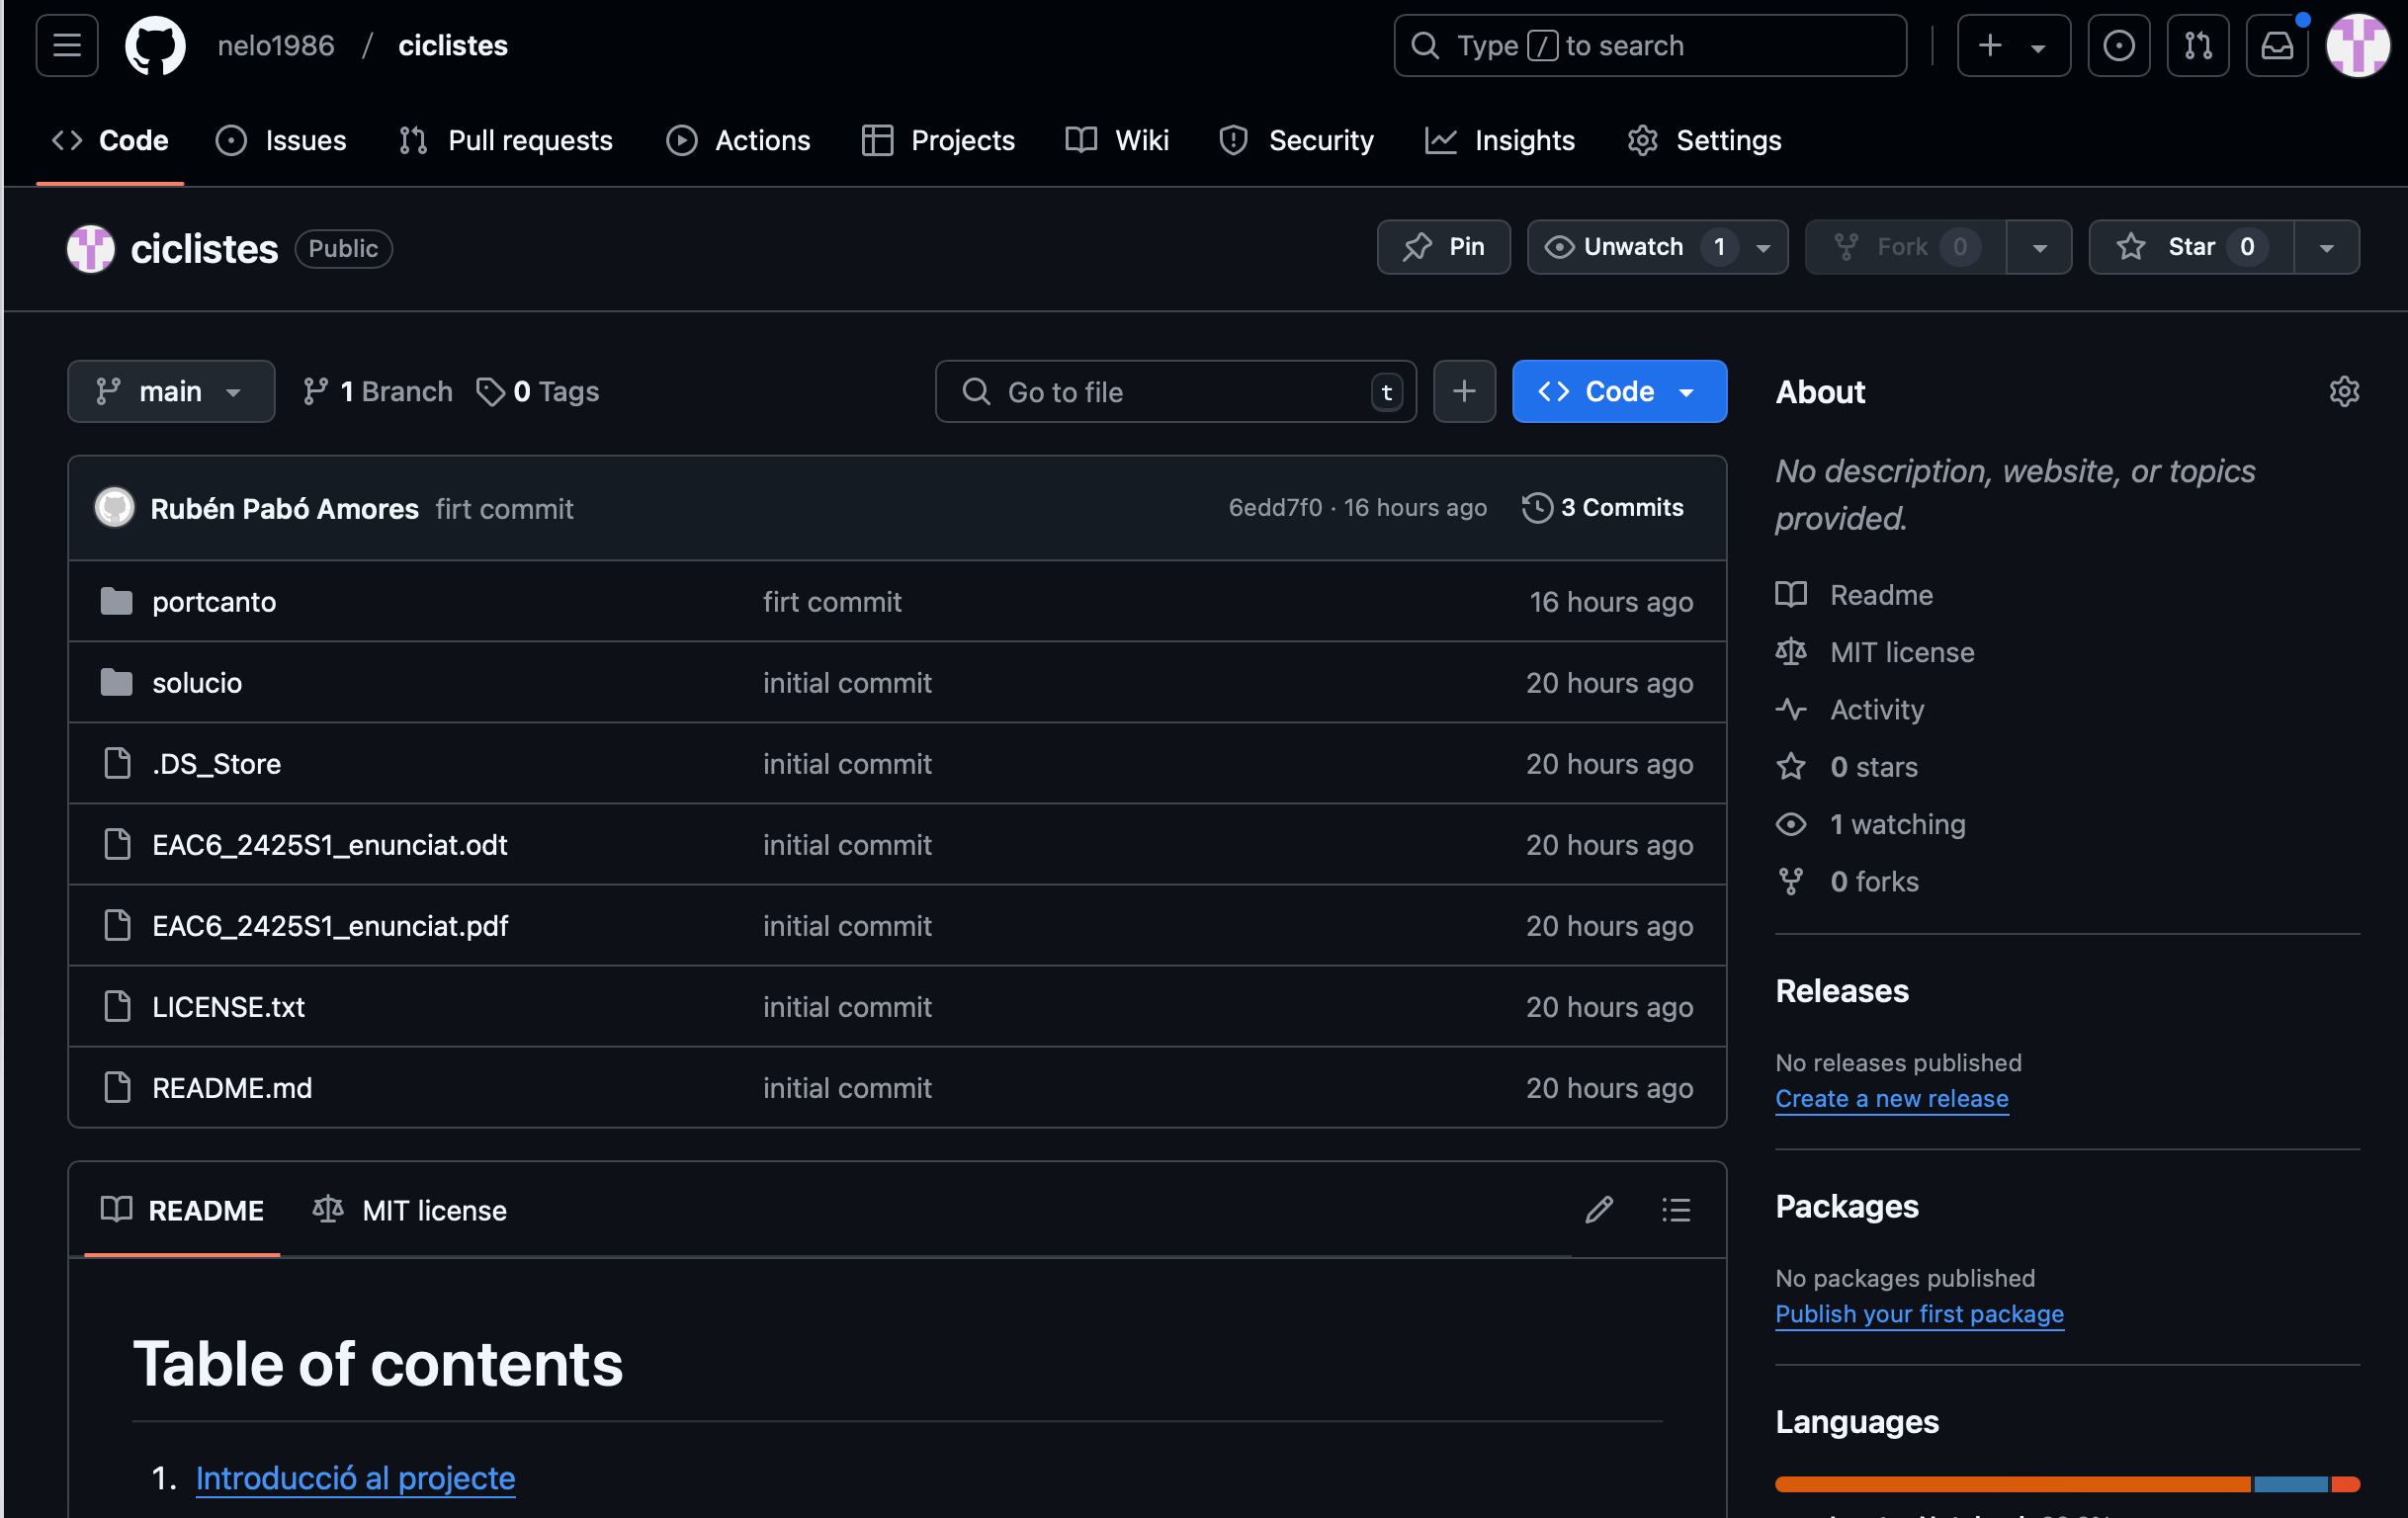 nelo1986 / ciclistes
Type / to search
Code Issues Pull requests Actions Projects Wiki Security Insights Settings
ciclistes Public
Pin Unwatch 1 Fork 0 Star 0
main 1 Branch 0 Tags Go to file t Code
Rubén Pabó Amores firt commit 6edd7f0 · 16 hours ago 3 Commits
portcanto firt commit 16 hours ago
solucio initial commit 20 hours ago
.DS_Store initial commit 20 hours ago
EAC6_2425S1_enunciat.odt initial commit 20 hours ago
EAC6_2425S1_enunciat.pdf initial commit 20 hours ago
LICENSE.txt initial commit 20 hours ago
README.md initial commit 20 hours ago
README MIT license
Table of contents
1. Introducció al projecte
About
No description, website, or topics
provided.
Readme
MIT license
Activity
0 stars
1 watching
0 forks
Releases
No releases published
Create a new release
Packages
No packages published
Publish your first package
Languages